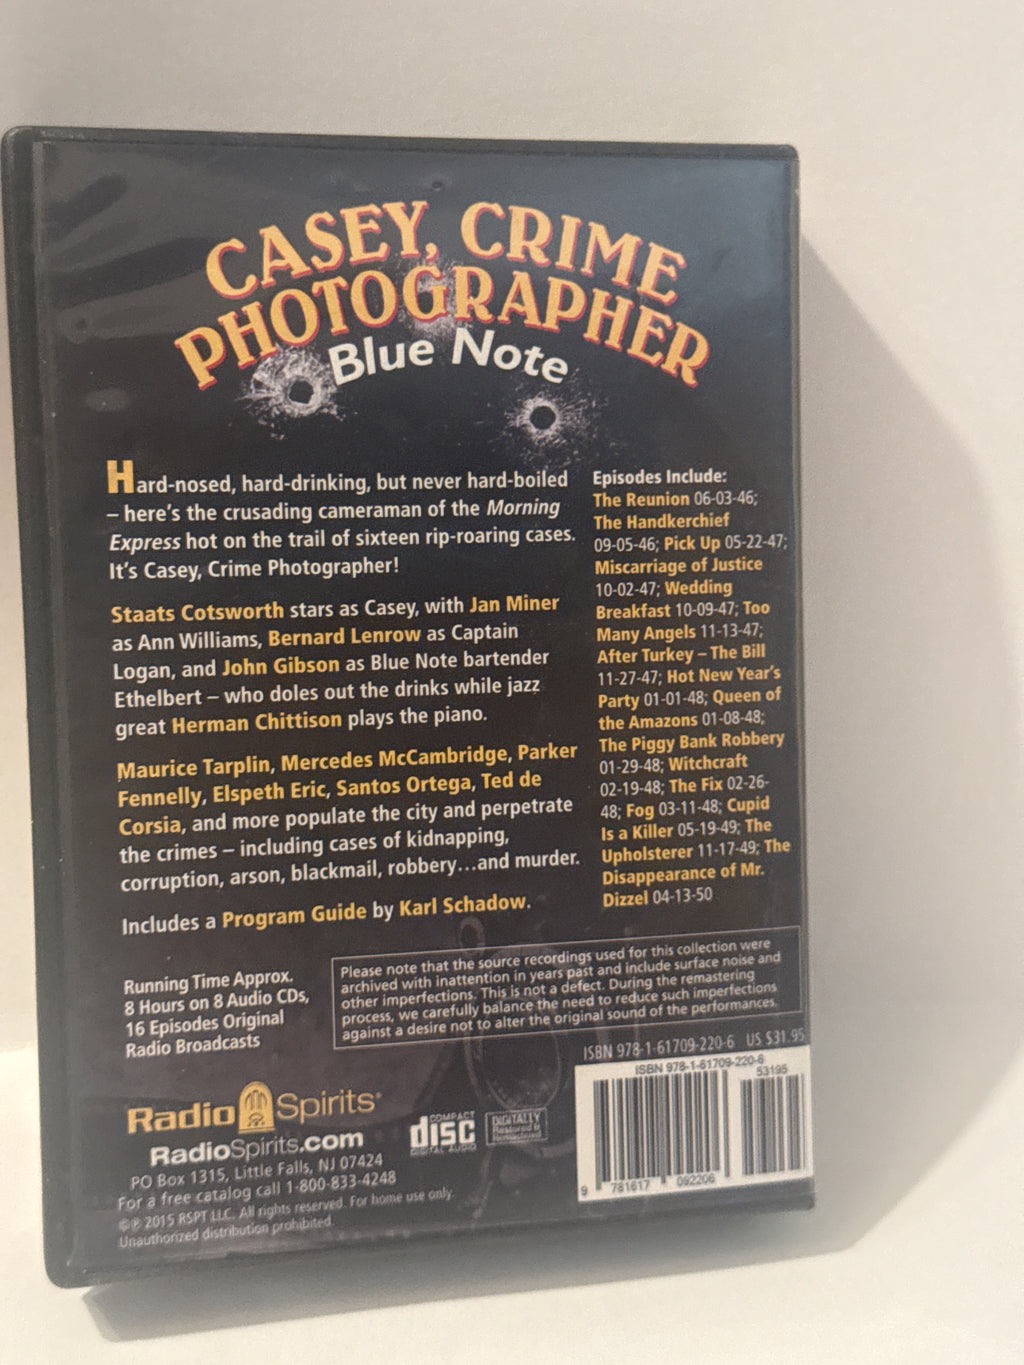 CASEY, CRIME
PHOTOGRAPHER
Blue Note
Hard-nosed, hard-drinking, but never hard-boiled
– here's the crusading cameraman of the Morning
Express hot on the trail of sixteen rip-roaring cases.
It's Casey, Crime Photographer!
Staats Cotsworth stars as Casey, with Jan Miner
as Ann Williams, Bernard Lenrow as Captain
Logan, and John Gibson as Blue Note bartender
Ethelbert – who doles out the drinks while jazz
great Herman Chittison plays the piano.
Maurice Tarplin, Mercedes McCambridge, Parker
Fennelly, Elspeth Eric, Santos Ortega, Ted de
Corsia, and more populate the city and perpetrate
the crimes – including cases of kidnapping,
corruption, arson, blackmail, robbery...and murder.
Includes a Program Guide by Karl Schadow.
Episodes Include:
The Reunion 06-03-46;
The Handkerchief
09-05-46; Pick Up 05-22-47;
Miscarriage of Justice
10-02-47; Wedding
Breakfast 10-09-47; Too
Many Angels 11-13-47;
After Turkey – The Bill
11-27-47; Hot New Year's
Party 01-01-48; Queen of
the Amazons 01-08-48;
The Piggy Bank Robbery
01-29-48; Witchcraft
02-19-48; The Fix 02-26-
48; Fog 03-11-48; Cupid
Is a Killer 05-19-49; The
Upholsterer 11-17-49; The
Disappearance of Mr.
Dizzel 04-13-50
Running Time Approx.
8 Hours on 8 Audio CDs,
16 Episodes Original
Radio Broadcasts
Please note that the source recordings used for this collection were
archived with inattention in years past and include surface noise and
other imperfections. This is not a defect. During the remastering
process, we carefully balance the need to reduce such imperfections
against a desire not to alter the original sound of the performances.
ISBN 978-1-61709-220-6 US $31.95
ISBN 978-1-61709-220-6
53195
9 781617 092206
Radio Spirits®
RadioSpirits.com
PO Box 1315, Little Falls, NJ 07424
For a free catalog call 1-800-833-4248
©℗ 2015 RSPT LLC. All rights reserved. For home use only.
Unauthorized distribution prohibited.
COMPACT
disc
DIGITAL AUDIO
DIGITALLY
Restored &
Remastered